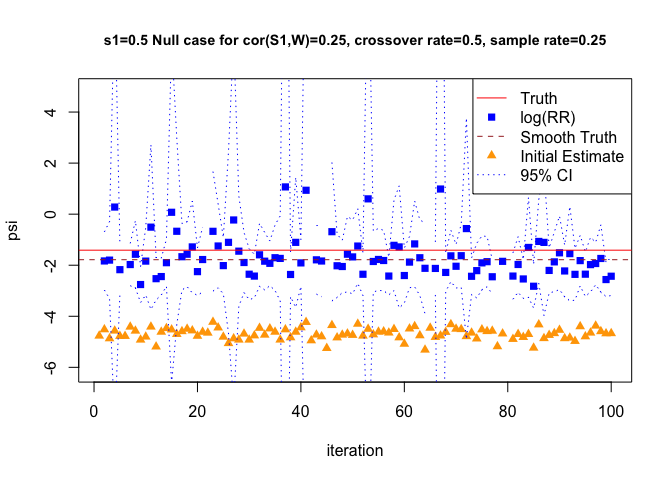 s1=0.5 Null case for cor(S1,W)=0.25, crossover rate=0.5, sample rate=0.25
Truth
log(RR)
Smooth Truth
Initial Estimate
95% CI
psi
4
2
0
-2
-4
-6
0 20 40 60 80 100
iteration